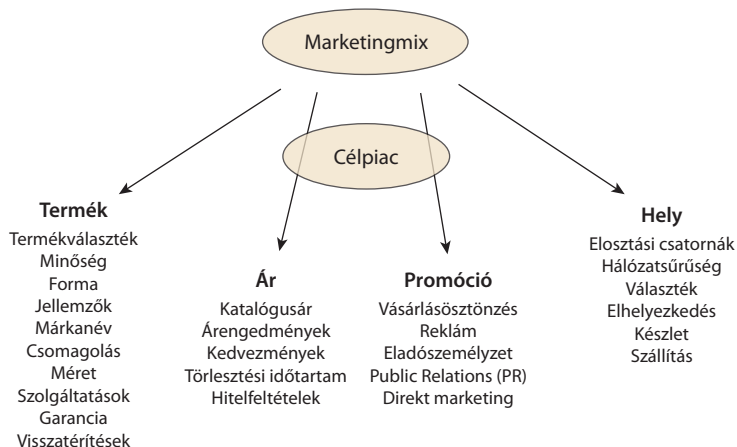 Marketingmix
Célpiac
Termék
Termékválaszték
Minőség
Forma
Jellemzők
Márkanév
Csomagolás
Méret
Szolgáltatások
Garancia
Visszatérítések
Ár
Katalógusár
Árengedmények
Kedvezmények
Törlesztési időtartam
Hitelfeltételek
Promóció
Vásárlásösztönzés
Reklám
Eladószemélyzet
Public Relations (PR)
Direkt marketing
Hely
Elosztási csatornák
Hálózatsűrűség
Választék
Elhelyezkedés
Készlet
Szállítás